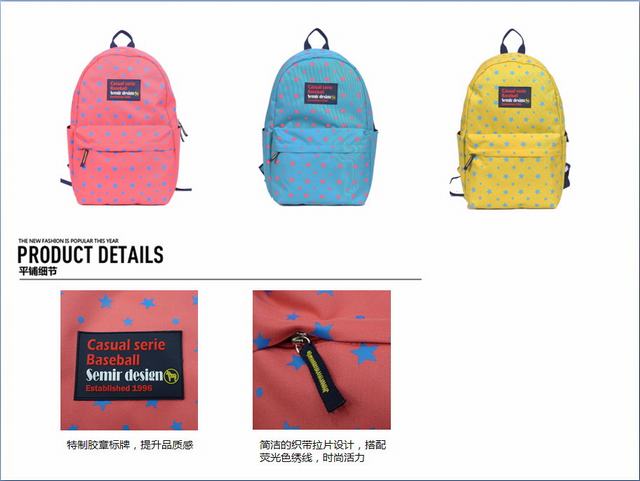 Casual serie
Baseball
Semir design
Casual serie
Baseball
Semir design
Casual serie
Baseball
Semir design
THE NEW FASHION IS POPULAR THIS YEAR
PRODUCT DETAILS
平铺细节
Casual serie
Baseball
Semir design
Established 1996
特制胶章标牌，提升品质感
简洁的织带拉片设计，搭配
荧光色绣线，时尚活力